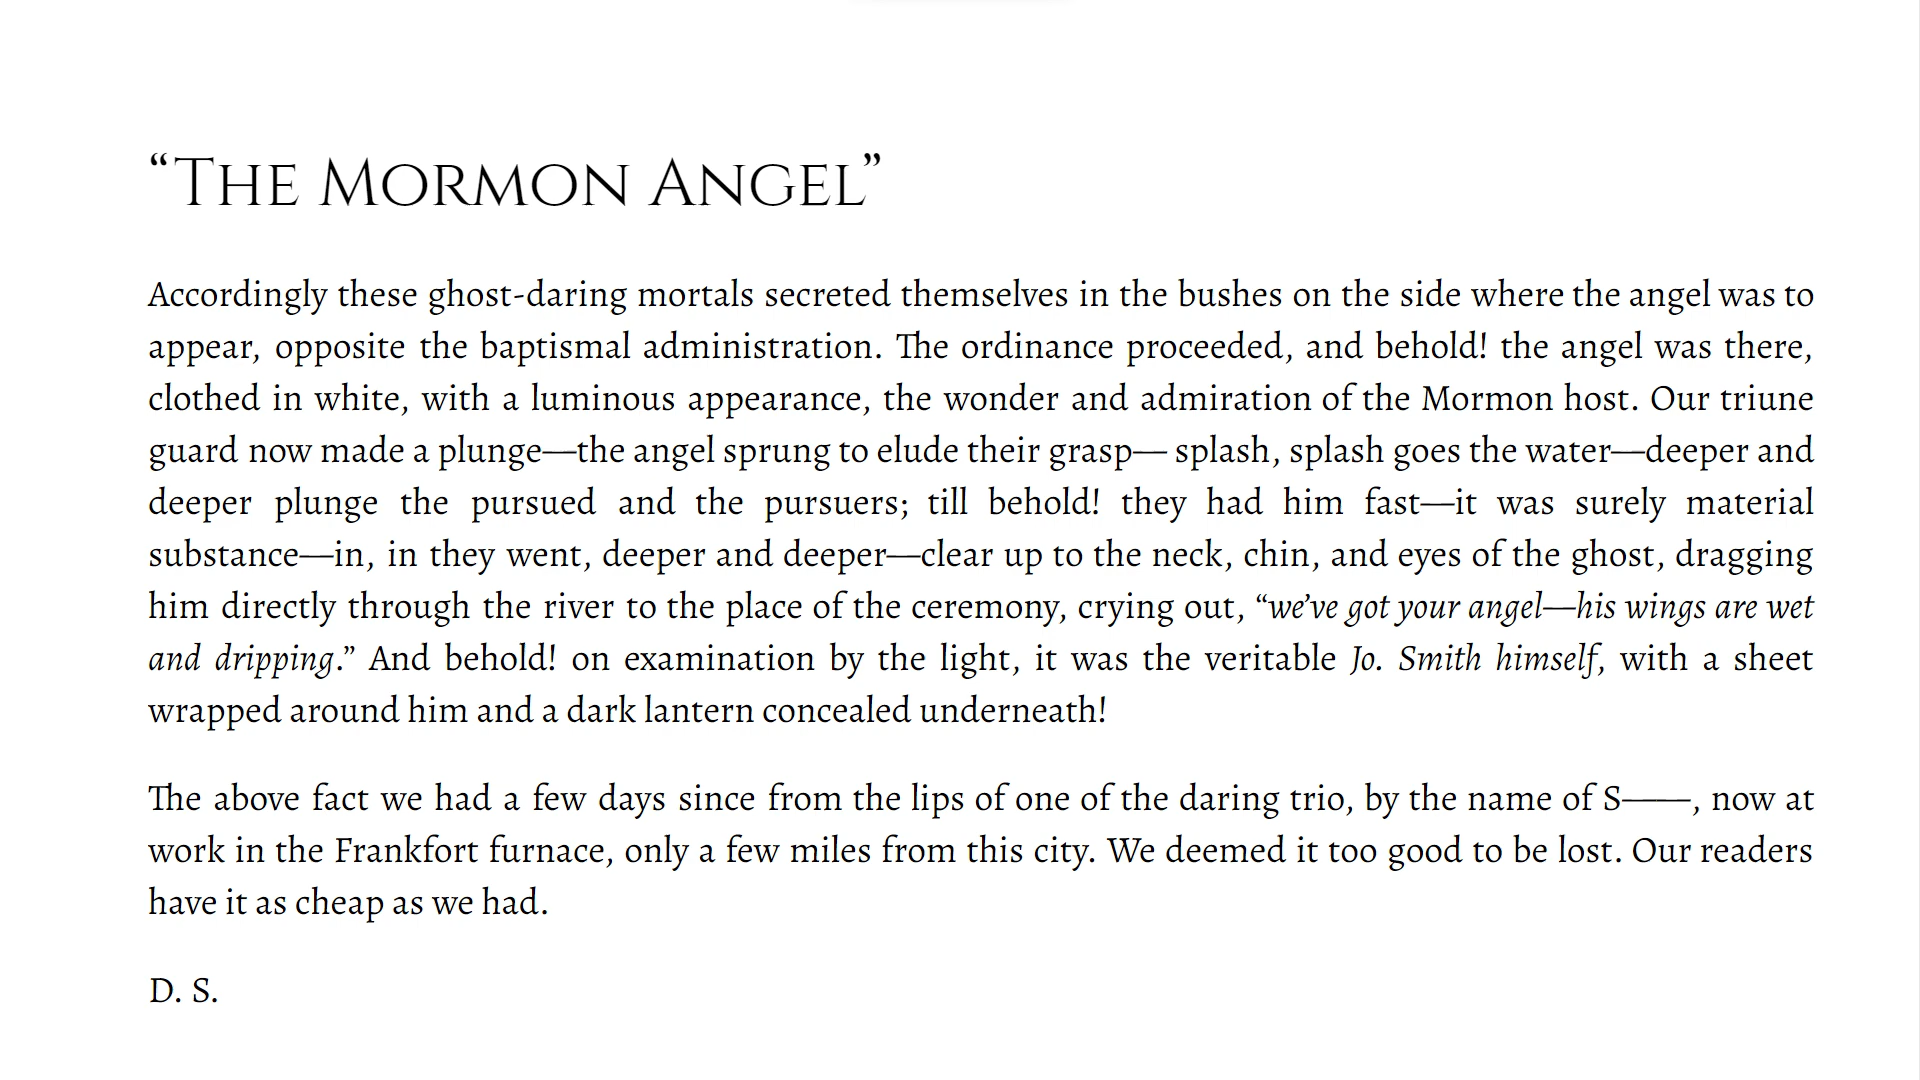 “The Mormon Angel”
Accordingly these ghost-daring mortals secreted themselves in the bushes on the side where the angel was to
appear, opposite the baptismal administration. The ordinance proceeded, and behold! the angel was there,
clothed in white, with a luminous appearance, the wonder and admiration of the Mormon host. Our triune
guard now made a plunge—the angel sprung to elude their grasp— splash, splash goes the water—deeper and
deeper plunge the pursued and the pursuers; till behold! they had him fast—it was surely material
substance—in, in they went, deeper and deeper—clear up to the neck, chin, and eyes of the ghost, dragging
him directly through the river to the place of the ceremony, crying out, “we’ve got your angel—his wings are wet
and dripping.” And behold! on examination by the light, it was the veritable Jo. Smith himself, with a sheet
wrapped around him and a dark lantern concealed underneath!
The above fact we had a few days since from the lips of one of the daring trio, by the name of S——, now at
work in the Frankfort furnace, only a few miles from this city. We deemed it too good to be lost. Our readers
have it as cheap as we had.
D. S.